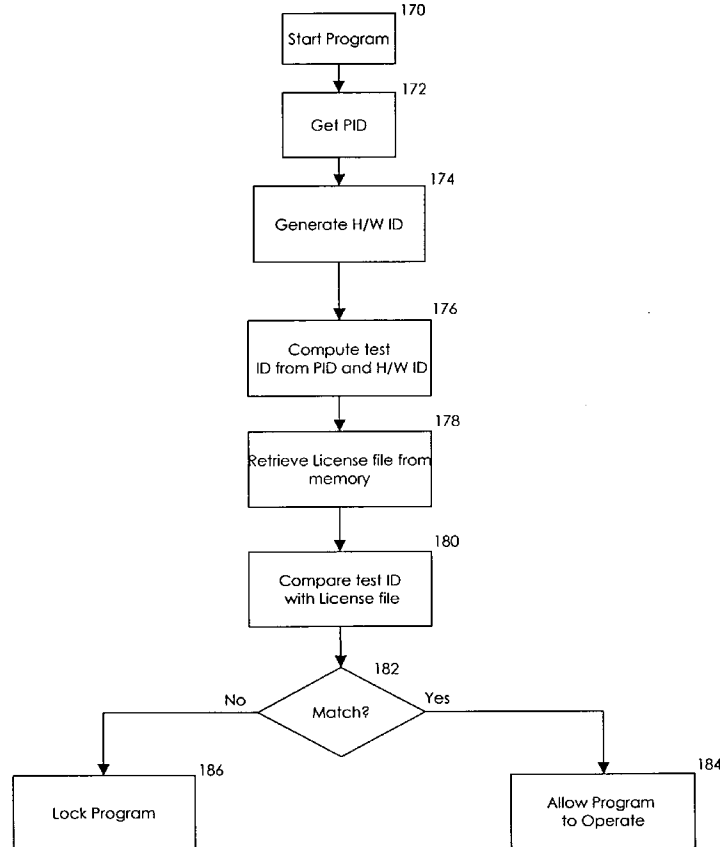 170
Start Program
172
Get PID
174
Generate H/W ID
176
Compute test
ID from PID and H/W ID
178
Retrieve License file from
memory
180
Compare test ID
with License file
182
No
Match?
Yes
186
Lock Program
184
Allow Program
to Operate